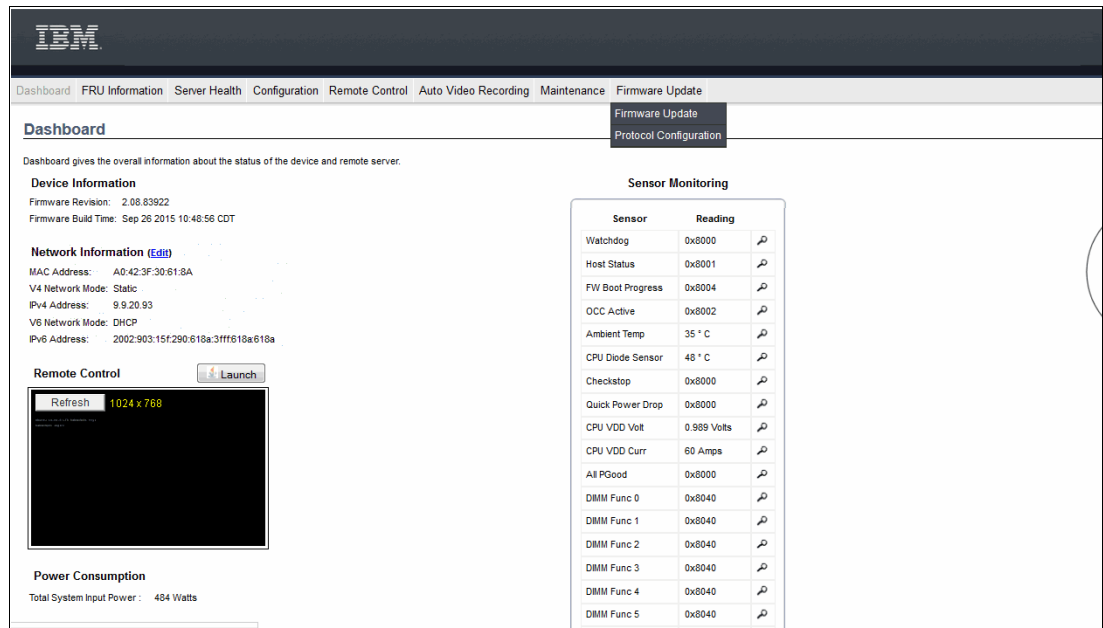 IBM.
Dashboard FRU Information Server Health Configuration Remote Control Auto Video Recording Maintenance Firmware Update
Firmware Update
Protocol Configuration
Dashboard
Dashboard gives the overall information about the status of the device and remote server.
Device Information
Firmware Revision: 2.08.83922
Firmware Build Time: Sep 26 2015 10:48:56 CDT
Network Information (Edit)
MAC Address: A0:42:3F:30:61:8A
V4 Network Mode: Static
IPv4 Address: 9.9.20.93
V6 Network Mode: DHCP
IPv6 Address: 2002:903:15f:290:618a:3fff:618a:618a
Remote Control Launch
Refresh 1024 x 768
Power Consumption
Total System Input Power : 484 Watts
Sensor Monitoring
Sensor Reading
Watchdog 0x8000
Host Status 0x8001
FW Boot Progress 0x8004
OCC Active 0x8002
Ambient Temp 35 ° C
CPU Diode Sensor 48 ° C
Checkstop 0x8000
Quick Power Drop 0x8000
CPU VDD Volt 0.989 Volts
CPU VDD Curr 60 Amps
All PGood 0x8000
DIMM Func 0 0x8040
DIMM Func 1 0x8040
DIMM Func 2 0x8040
DIMM Func 3 0x8040
DIMM Func 4 0x8040
DIMM Func 5 0x8040